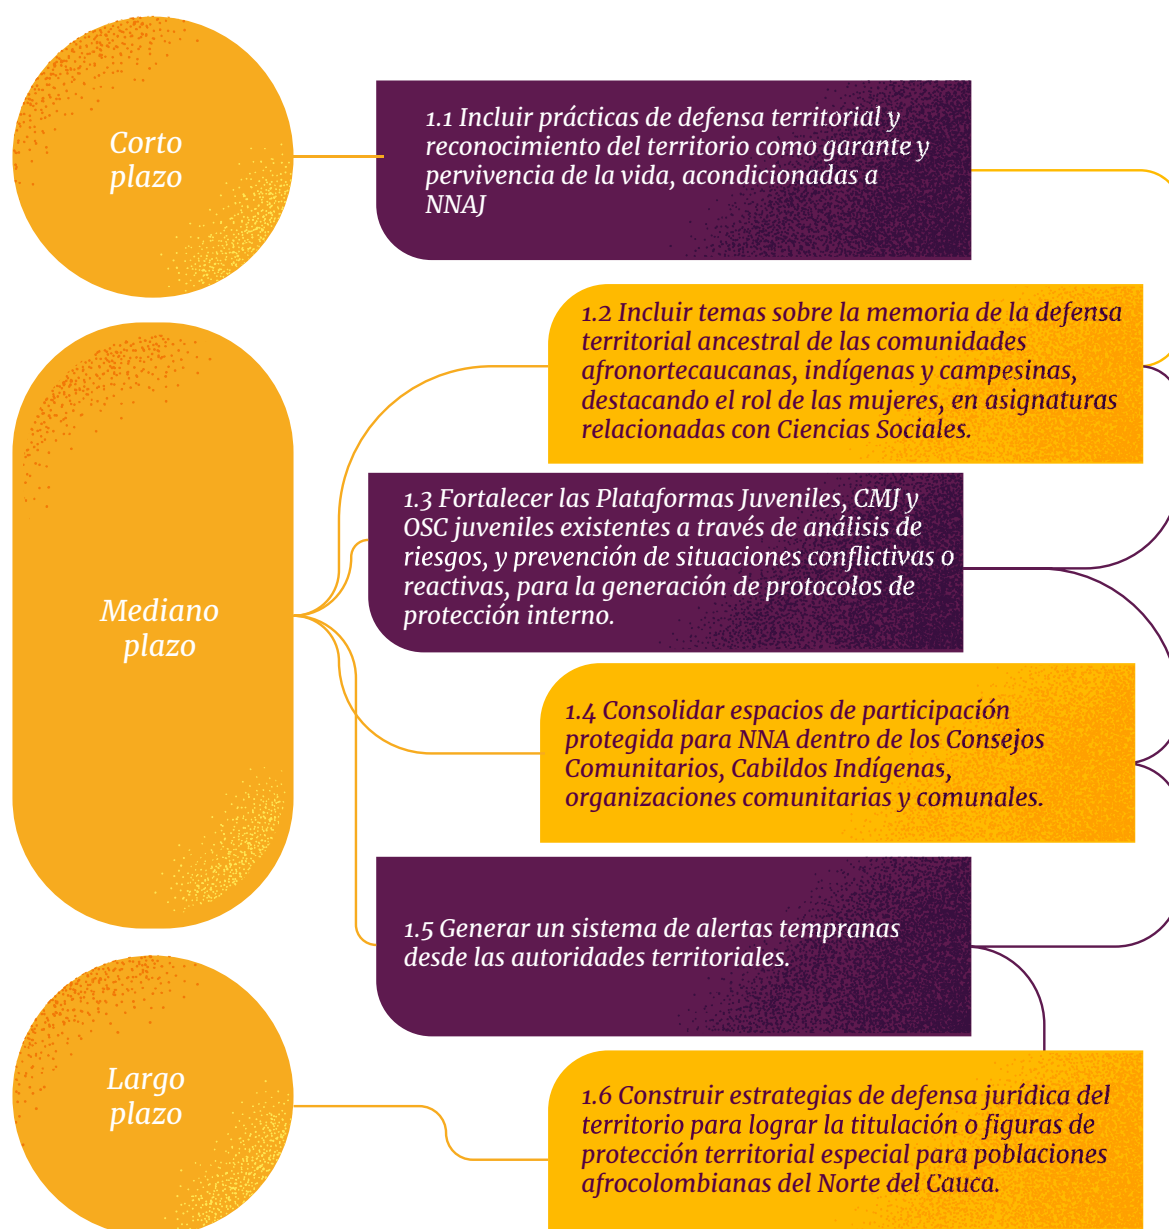 Corto
plazo
1.1 Incluir prácticas de defensa territorial y
reconocimiento del territorio como garante y
pervivencia de la vida, acondicionadas a
NNAJ
Mediano
plazo
1.2 Incluir temas sobre la memoria de la defensa
territorial ancestral de las comunidades
afronortecaucanas, indígenas y campesinas,
destacando el rol de las mujeres, en asignaturas
relacionadas con Ciencias Sociales.
1.3 Fortalecer las Plataformas Juveniles, CMJ y
OSC juveniles existentes a través de análisis de
riesgos, y prevención de situaciones conflictivas o
reactivas, para la generación de protocolos de
protección interno.
1.4 Consolidar espacios de participación
protegida para NNA dentro de los Consejos
Comunitarios, Cabildos Indígenas,
organizaciones comunitarias y comunales.
1.5 Generar un sistema de alertas tempranas
desde las autoridades territoriales.
Largo
plazo
1.6 Construir estrategias de defensa jurídica del
territorio para lograr la titulación o figuras de
protección territorial especial para poblaciones
afrocolombianas del Norte del Cauca.